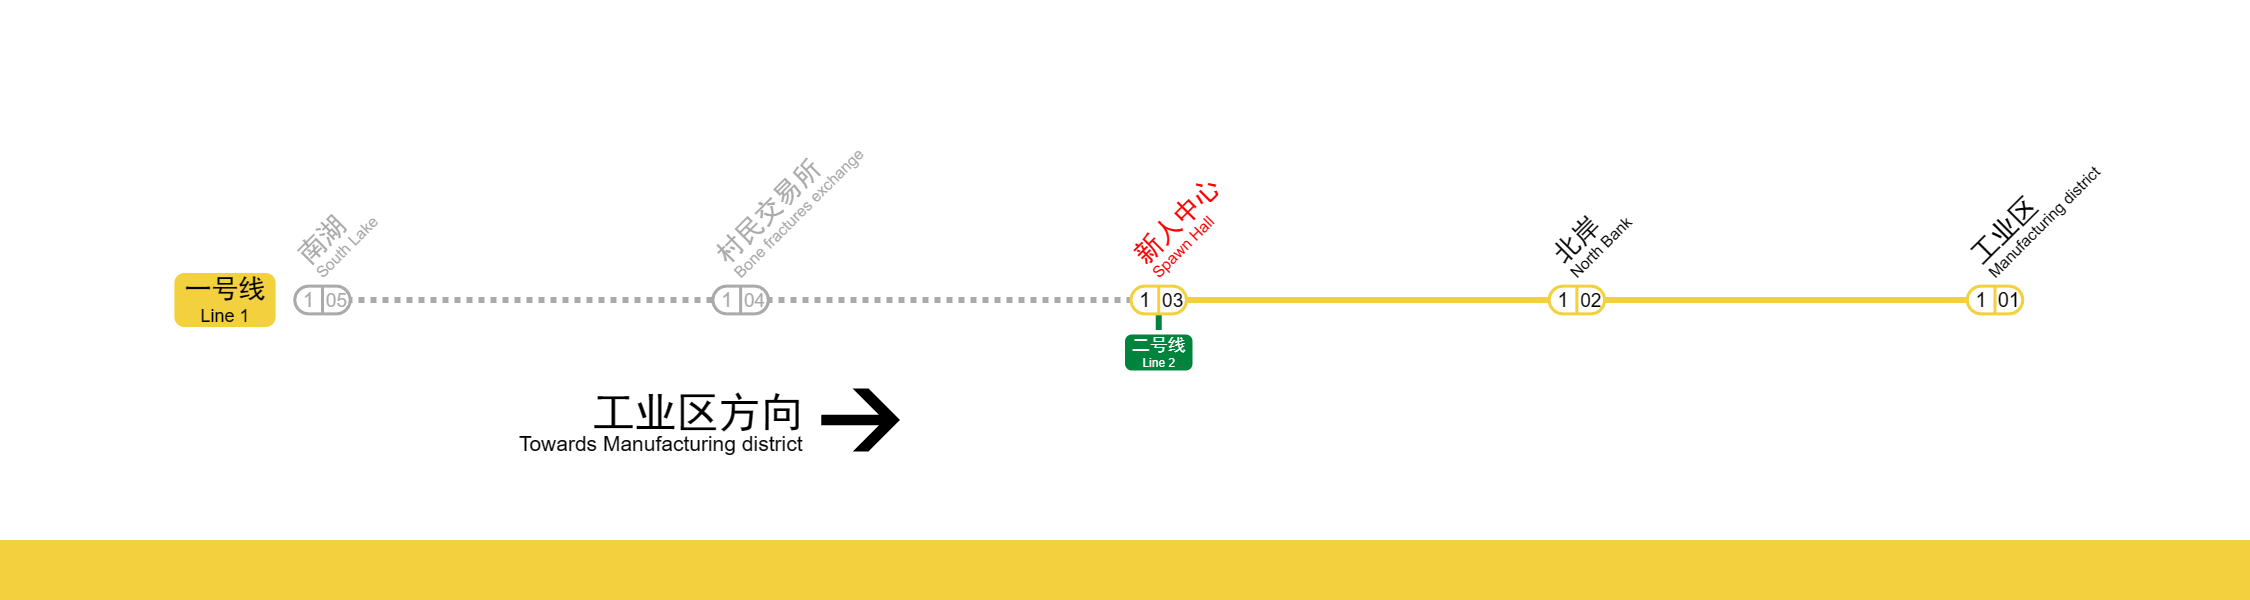 南湖
South Lake
村民交易所
Bone fractures exchange
新人中心
Spawn Hall
北岸
North Bank
工业区
Manufacturing district
一号线
Line 1
1 05
1 04
1 03
1 02
1 01
二号线
Line 2
工业区方向
Towards Manufacturing district